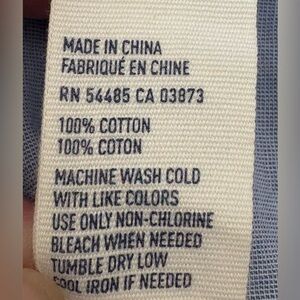 MADE IN CHINA
FABRIQUÉ EN CHINE
RN 54485 CA 03873
100% COTTON
100% COTON
MACHINE WASH COLD
WITH LIKE COLORS
USE ONLY NON-CHLORINE
BLEACH WHEN NEEDED
TUMBLE DRY LOW
COOL IRON IF NEEDED